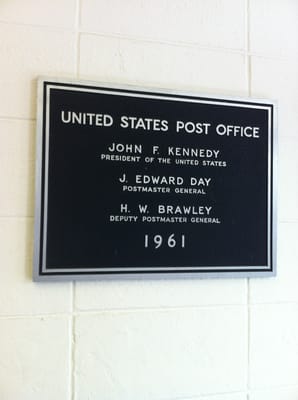 UNITED STATES POST OFFICE
JOHN F. KENNEDY
PRESIDENT OF THE UNITED STATES
J. EDWARD DAY
POSTMASTER GENERAL
H. W. BRAWLEY
DEPUTY POSTMASTER GENERAL
1961